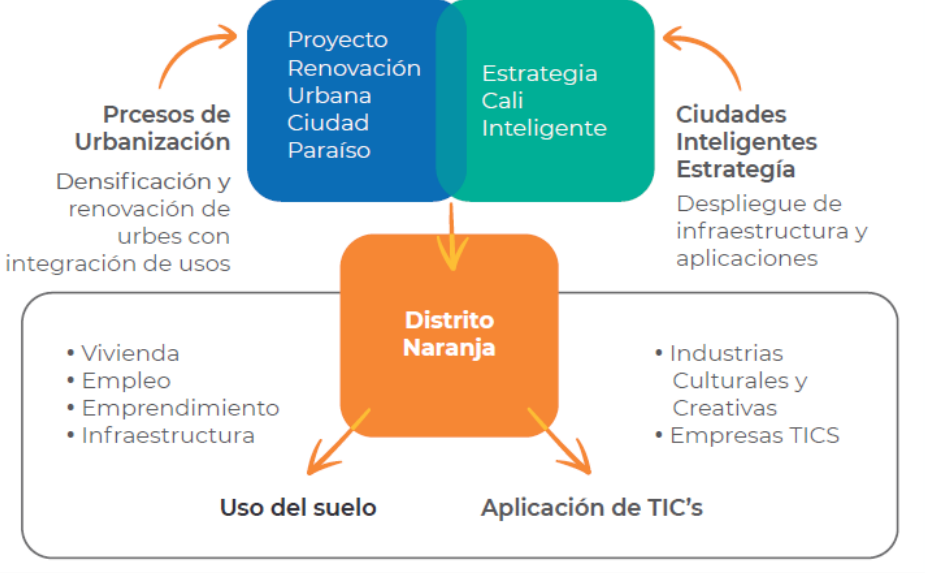 Proyecto
Renovación
Urbana
Ciudad
Paraíso
Estrategia
Cali
Inteligente
Prcesos de
Urbanización
Densificación y
renovación de
urbes con
integración de usos
Ciudades
Inteligentes
Estrategía
Despliegue de
infraestructura y
aplicaciones
Distrito
Naranja
• Vivienda
• Empleo
• Emprendimiento
• Infraestructura
• Industrias
Culturales y
Creativas
• Empresas TICS
Uso del suelo
Aplicación de TIC’s